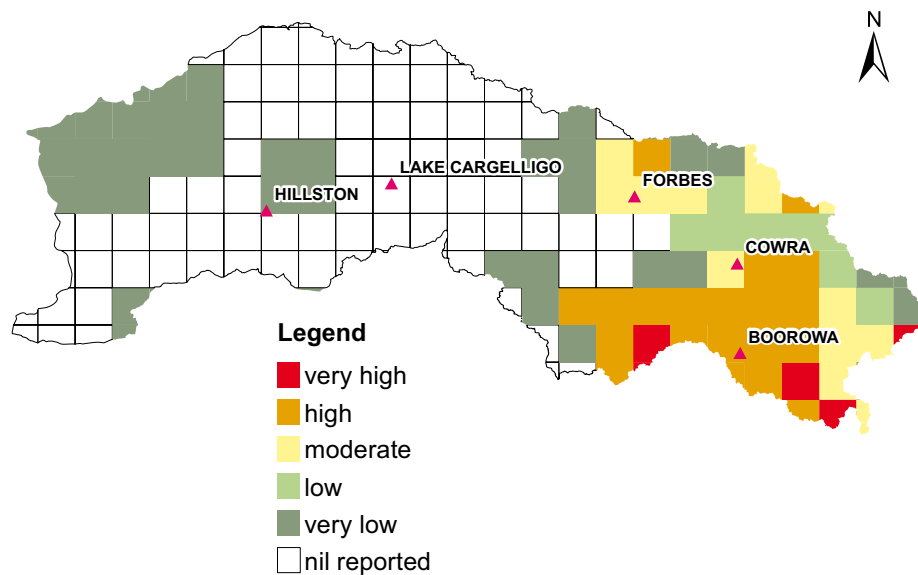 N
LAKE CARGELLIGO
HILLSTON
FORBES
COWRA
BOOROWA
Legend
very high
high
moderate
low
very low
nil reported